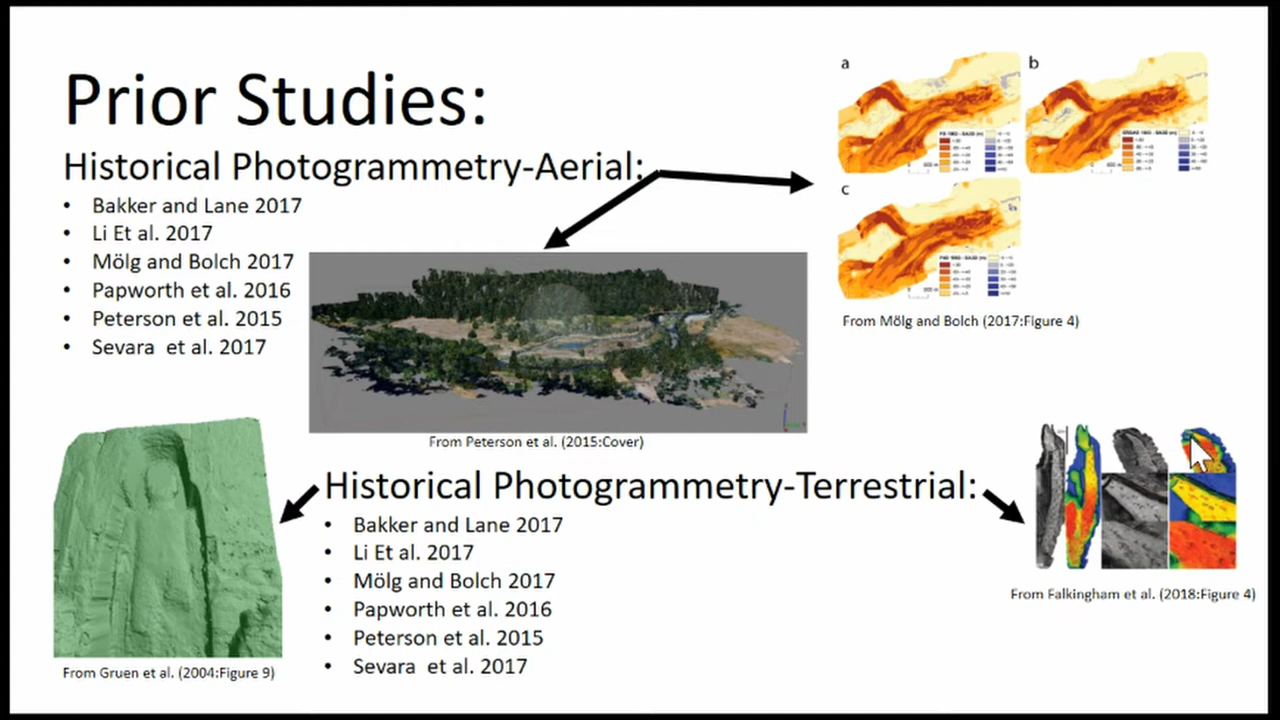 Prior Studies:
Historical Photogrammetry-Aerial:
• Bakker and Lane 2017
• Li Et al. 2017
• Mölg and Bolch 2017
• Papworth et al. 2016
• Peterson et al. 2015
• Sevara et al. 2017
a
b
c
From Mölg and Bolch (2017:Figure 4)
From Peterson et al. (2015:Cover)
Historical Photogrammetry-Terrestrial:
• Bakker and Lane 2017
• Li Et al. 2017
• Mölg and Bolch 2017
• Papworth et al. 2016
• Peterson et al. 2015
• Sevara et al. 2017
From Gruen et al. (2004:Figure 9)
From Falkingham et al. (2018:Figure 4)